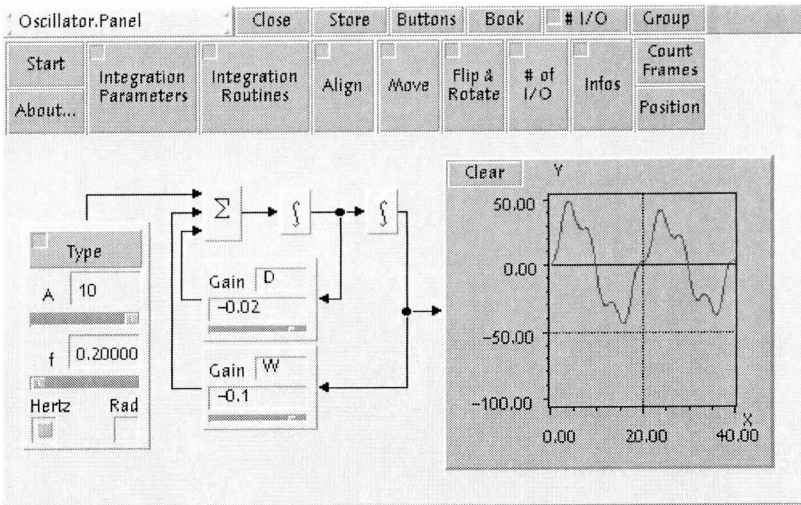 Oscillator.Panel Close Store Buttons Book # I/O Group
Start
About...
Integration
Parameters
Integration
Routines
Align
Move
Flip &
Rotate
# of
I/O
Infos
Count
Frames
Position
Type
A 10
f 0.20000
Hertz Rad
Σ
∫
∫
Gain D
-0.02
Gain W
-0.1
Clear Y
50.00
0.00
-50.00
-100.00
0.00 20.00 40.00
X